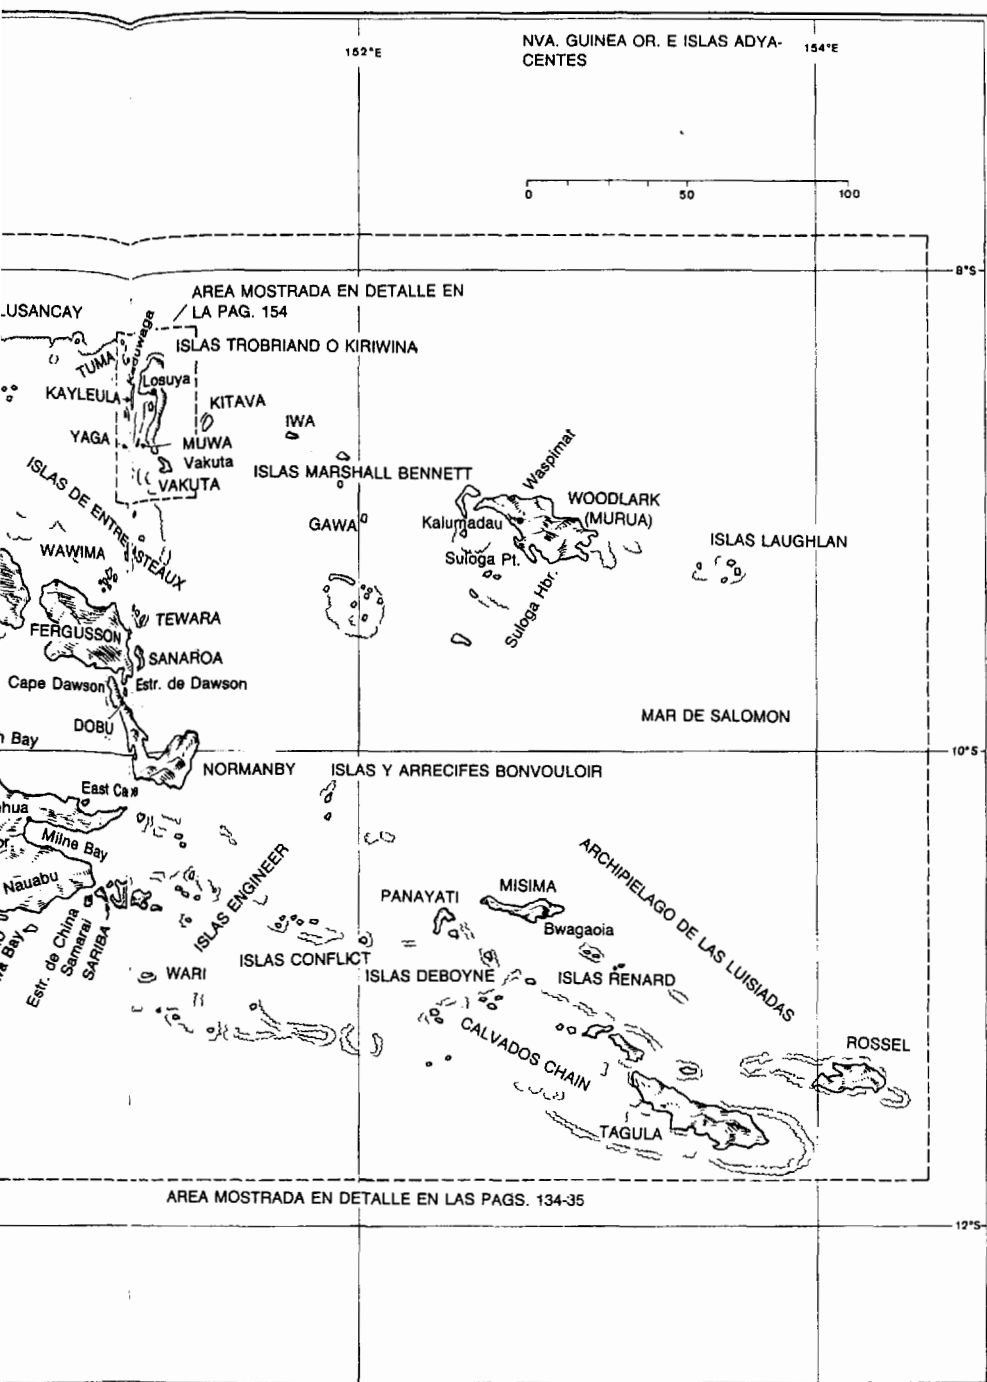 152°E
NVA. GUINEA OR. E ISLAS ADYA-
CENTES
154°E
0 50 100
8°S
AREA MOSTRADA EN DETALLE EN
LA PAG. 154
LUSANCAY
Kaduwaga
ISLAS TROBRIAND O KIRIWINA
TUMA
Losuya
KAYLEULA
KITAVA
IWA
YAGA
MUWA
Vakuta
VAKUTA
ISLAS MARSHALL BENNETT
Waspimat
WOODLARK
(MURUA)
ISLAS DE ENTRECASTEAUX
GAWA
Kalumadau
ISLAS LAUGHLAN
WAWIMA
Suloga Pt.
Suloga Hbr.
TEWARA
FERGUSSON
SANAROA
Cape Dawson
Estr. de Dawson
DOBU
MAR DE SALOMON
Bay
10°S
NORMANBY
ISLAS Y ARRECIFES BONVOULOIR
East Cape
hua
Milne Bay
Nauabu
ISLAS ENGINEER
ARCHIPIELAGO DE LAS LUISIADAS
PANAYATI
MISIMA
Bwagaoia
Bay
Estr. de China
Samarai
SARIBA
WARI
ISLAS CONFLICT
ISLAS DEBOYNE
ISLAS RENARD
CALVADOS CHAIN
ROSSEL
TAGULA
AREA MOSTRADA EN DETALLE EN LAS PAGS. 134-35
12°S